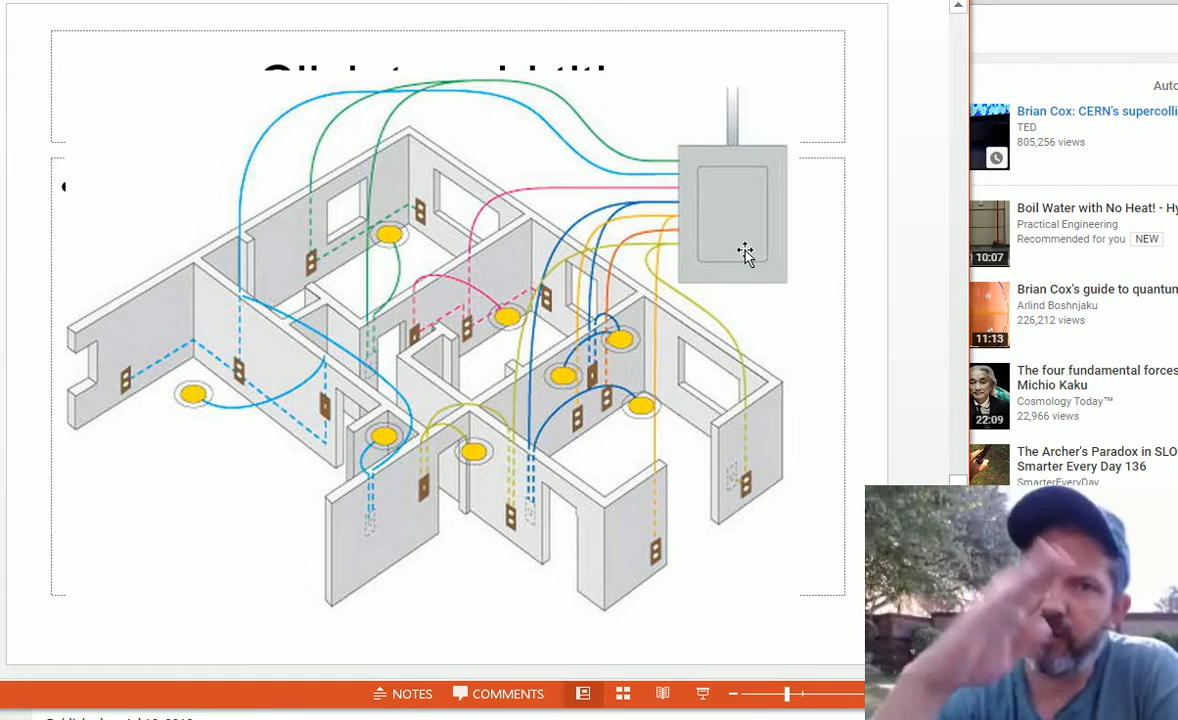 Auto
Brian Cox: CERN's supercolli
TED
805,256 views
Boil Water with No Heat! - Hy
Practical Engineering
Recommended for you NEW
10:07
Brian Cox's guide to quantun
Arlind Boshnjaku
226,212 views
11:13
The four fundamental forces
Michio Kaku
Cosmology Today™
22,966 views
22:09
The Archer's Paradox in SLO
Smarter Every Day 136
SmarterEveryDay
NOTES COMMENTS